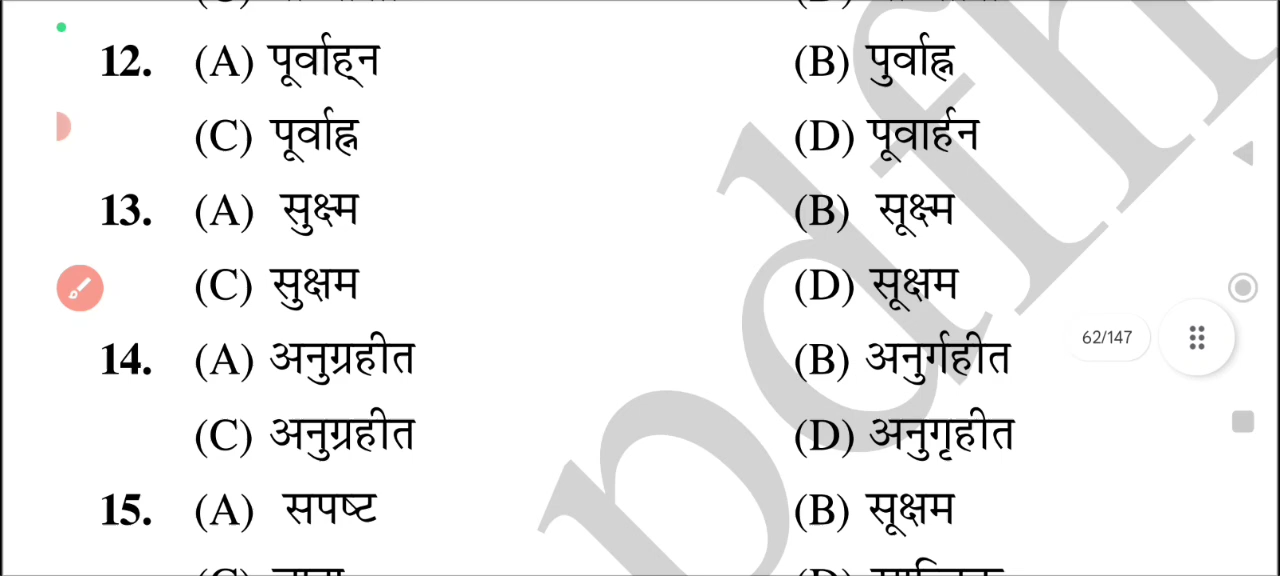 12. (A) पूर्वाह्‌न (B) पुर्वाह्न
(C) पूर्वाह्न (D) पूवार्हन
13. (A) सुक्ष्म (B) सूक्ष्म
(C) सुक्षम (D) सूक्षम
14. (A) अनुग्रहीत (B) अनुर्गहीत
62/147
(C) अनुग्रहीत (D) अनुगृहीत
15. (A) सपष्ट (B) सूक्षम